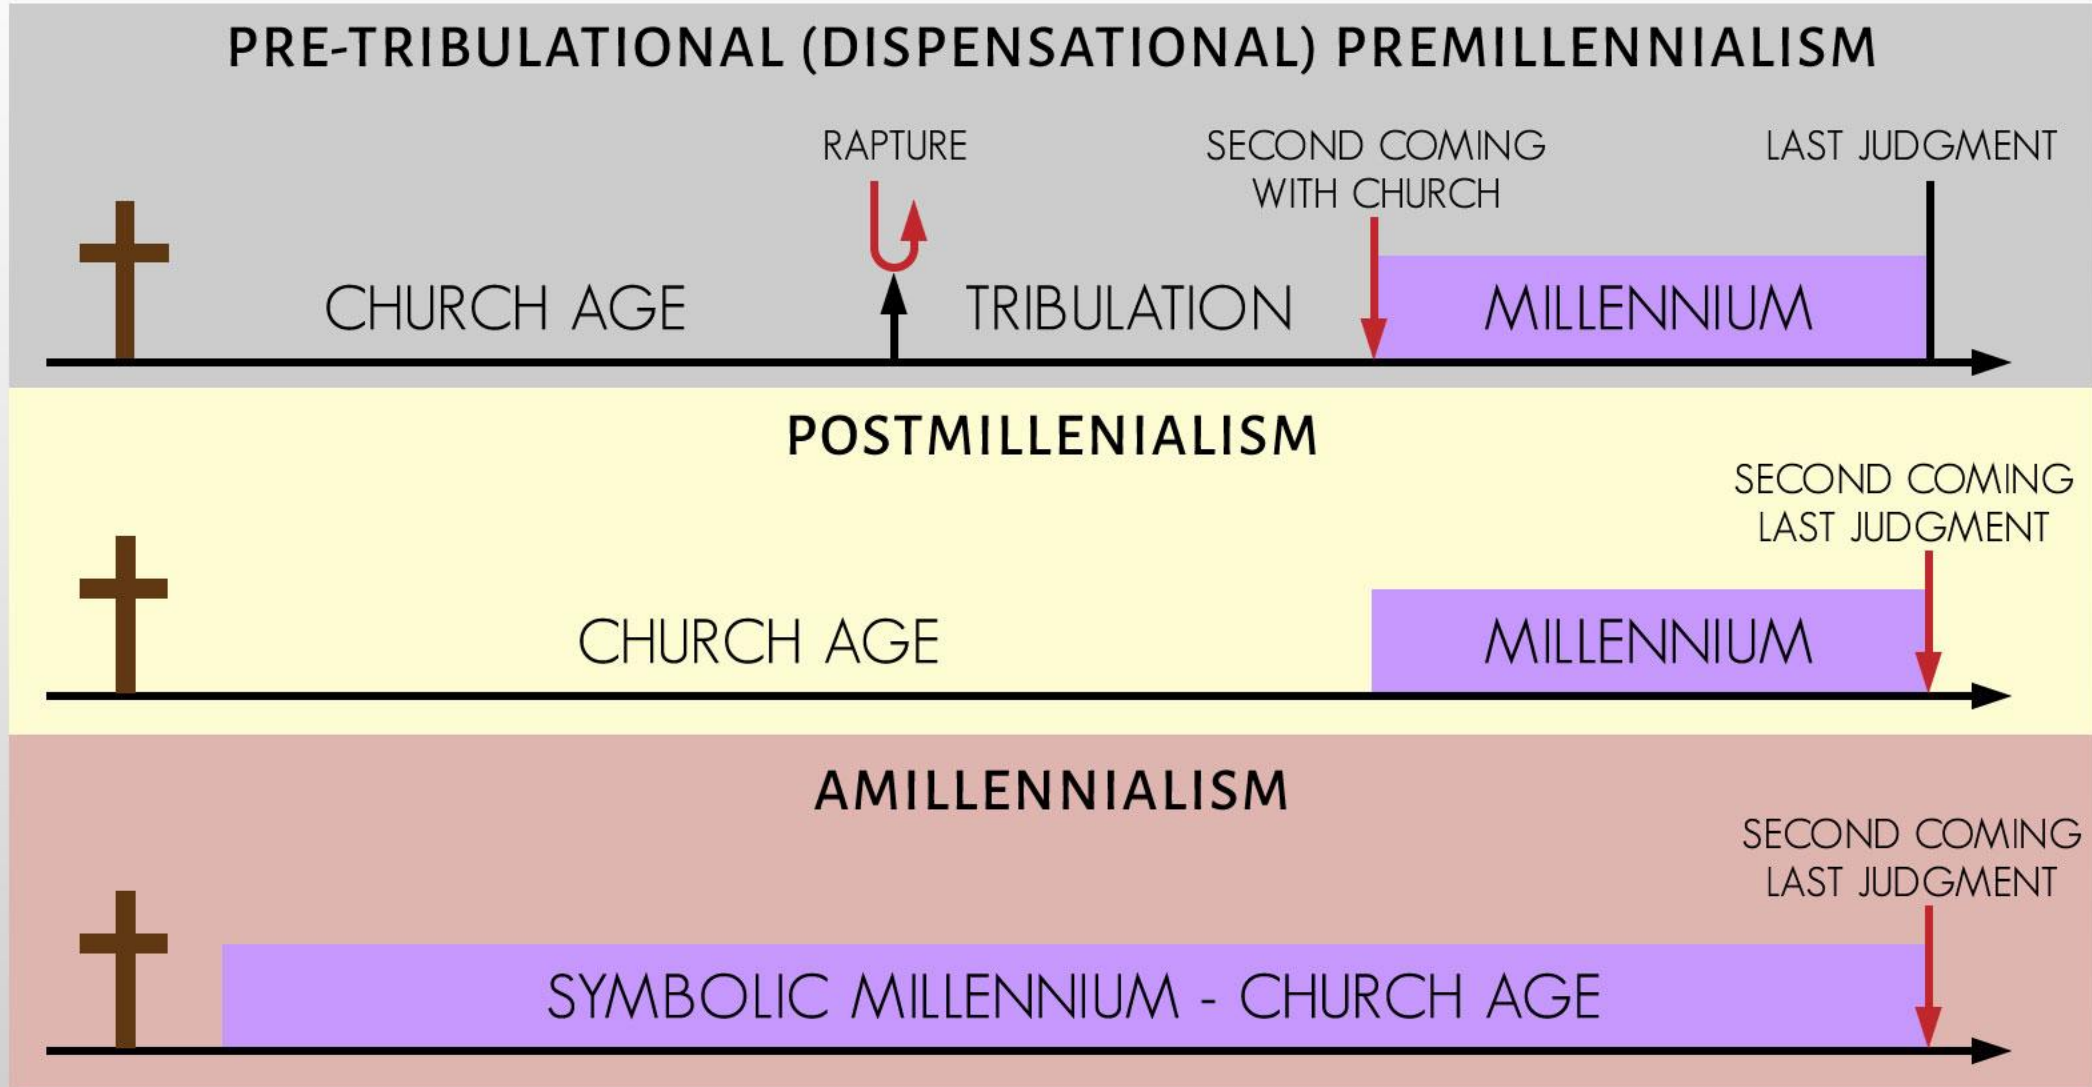 PRE-TRIBULATIONAL (DISPENSATIONAL) PREMILLENNIALISM
RAPTURE
SECOND COMING
WITH CHURCH
LAST JUDGMENT
CHURCH AGE
TRIBULATION
MILLENNIUM
POSTMILLENIALISM
SECOND COMING
LAST JUDGMENT
CHURCH AGE
MILLENNIUM
AMILLENNIALISM
SECOND COMING
LAST JUDGMENT
SYMBOLIC MILLENNIUM - CHURCH AGE